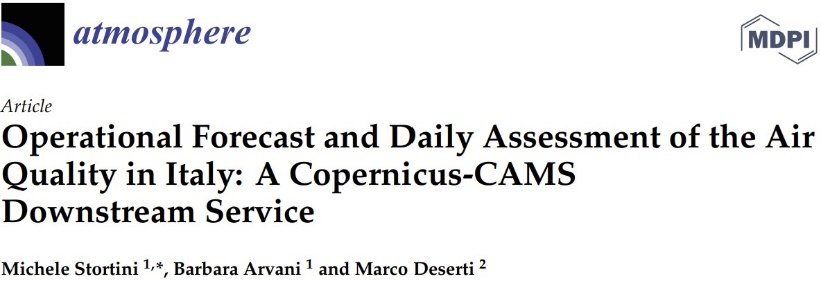 atmosphere
MDPI
Article
Operational Forecast and Daily Assessment of the Air
Quality in Italy: A Copernicus-CAMS
Downstream Service
Michele Stortini 1,*, Barbara Arvani 1 and Marco Deserti 2